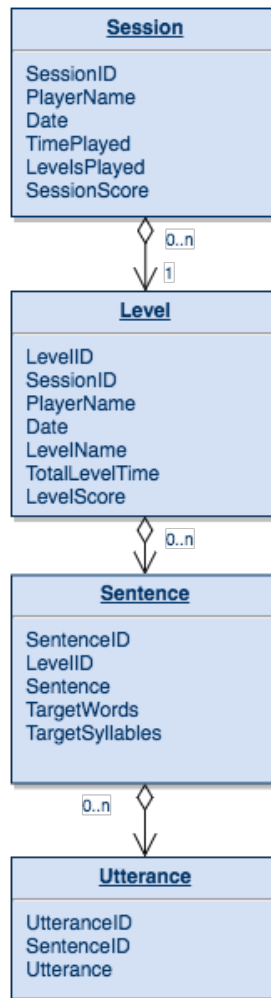 Session
SessionID
PlayerName
Date
TimePlayed
LevelsPlayed
SessionScore
0..n
1
Level
LevelID
SessionID
PlayerName
Date
LevelName
TotalLevelTime
LevelScore
0..n
Sentence
SentenceID
LevelID
Sentence
TargetWords
TargetSyllables
0..n
Utterance
UtteranceID
SentenceID
Utterance